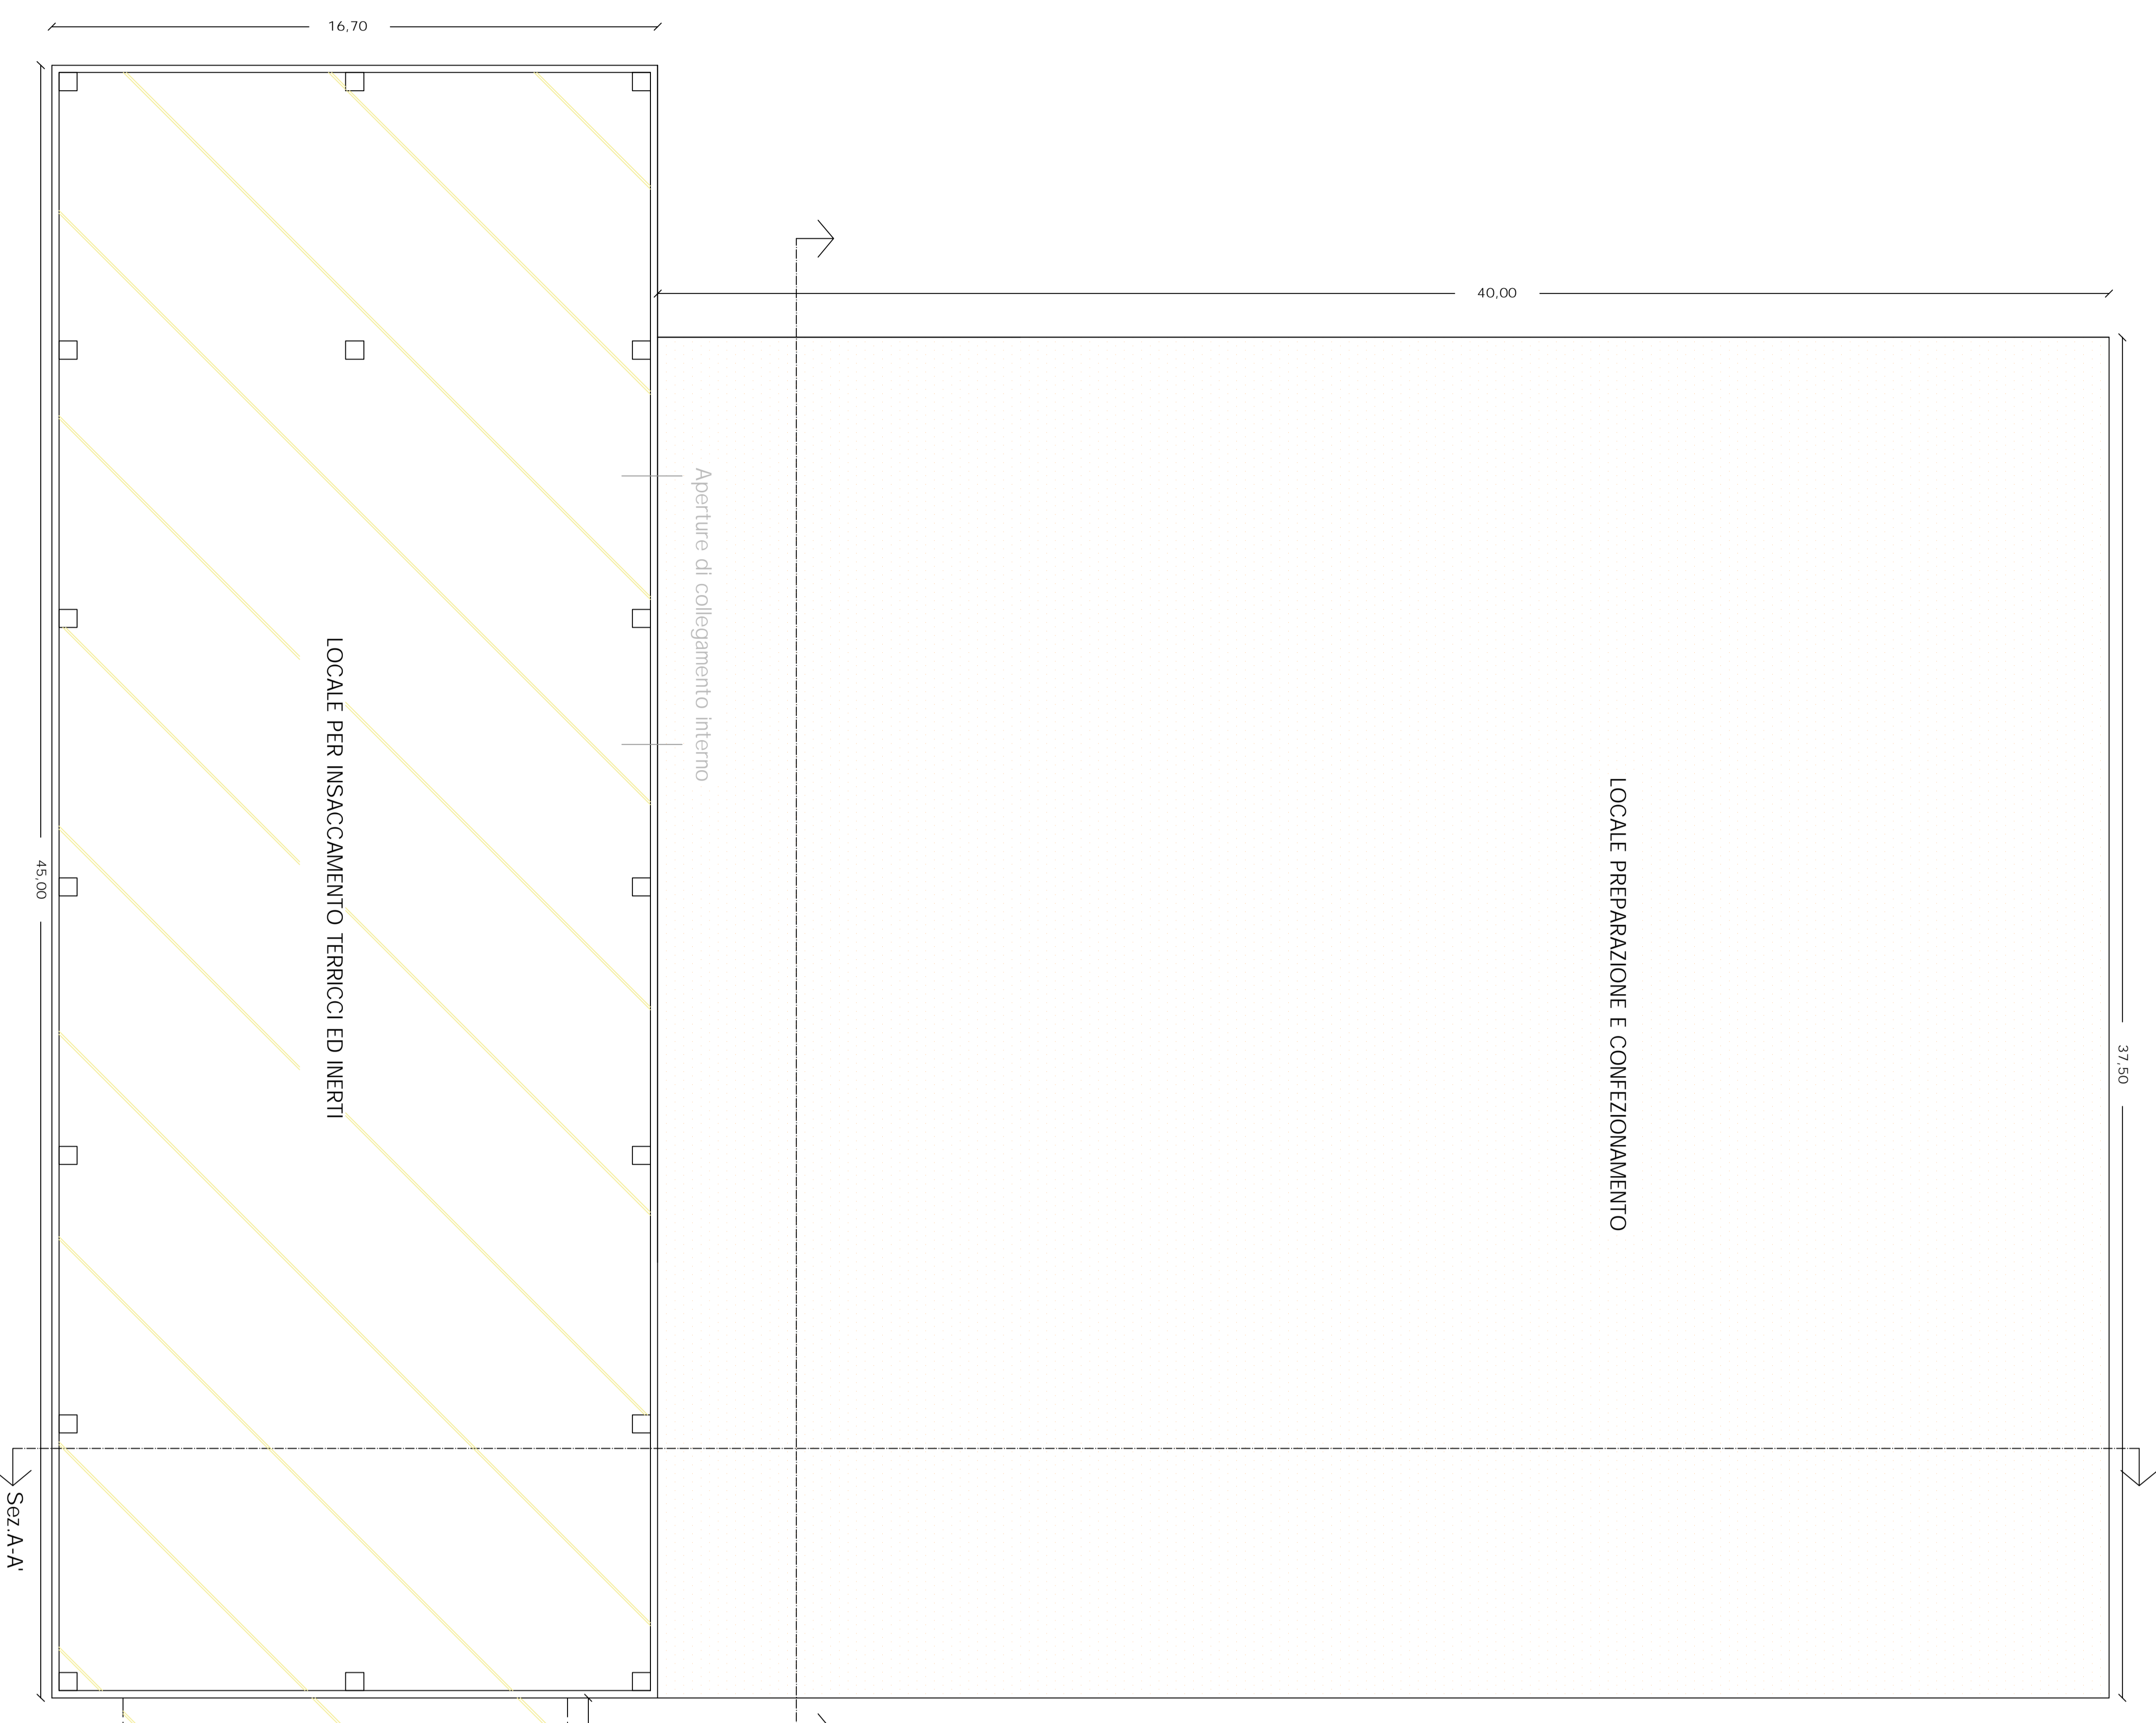 16,70
40,00
Aperture di collegamento interno
LOCALE PER INSACCAMENTO TERRICCI ED INERTI
LOCALE PREPARAZIONE E CONFEZIONAMENTO
45,00
37,50
Sez.A-A'